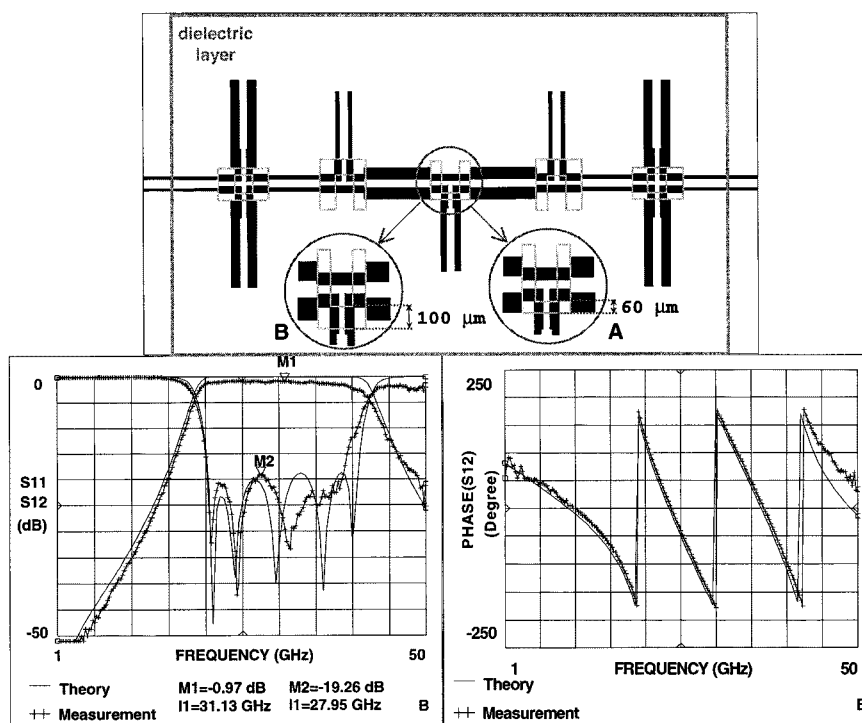 dielectric
layer
B
100 μm
60 μm
A
0
M1
M2
S11
S12
(dB)
-50
1
FREQUENCY (GHz)
50
Theory
M1=-0.97 dB
M2=-19.26 dB
Measurement
I1=31.13 GHz
I1=27.95 GHz
B
250
PHASE(S12)
(Degree)
-250
1
FREQUENCY (GHz)
50
Theory
Measurement